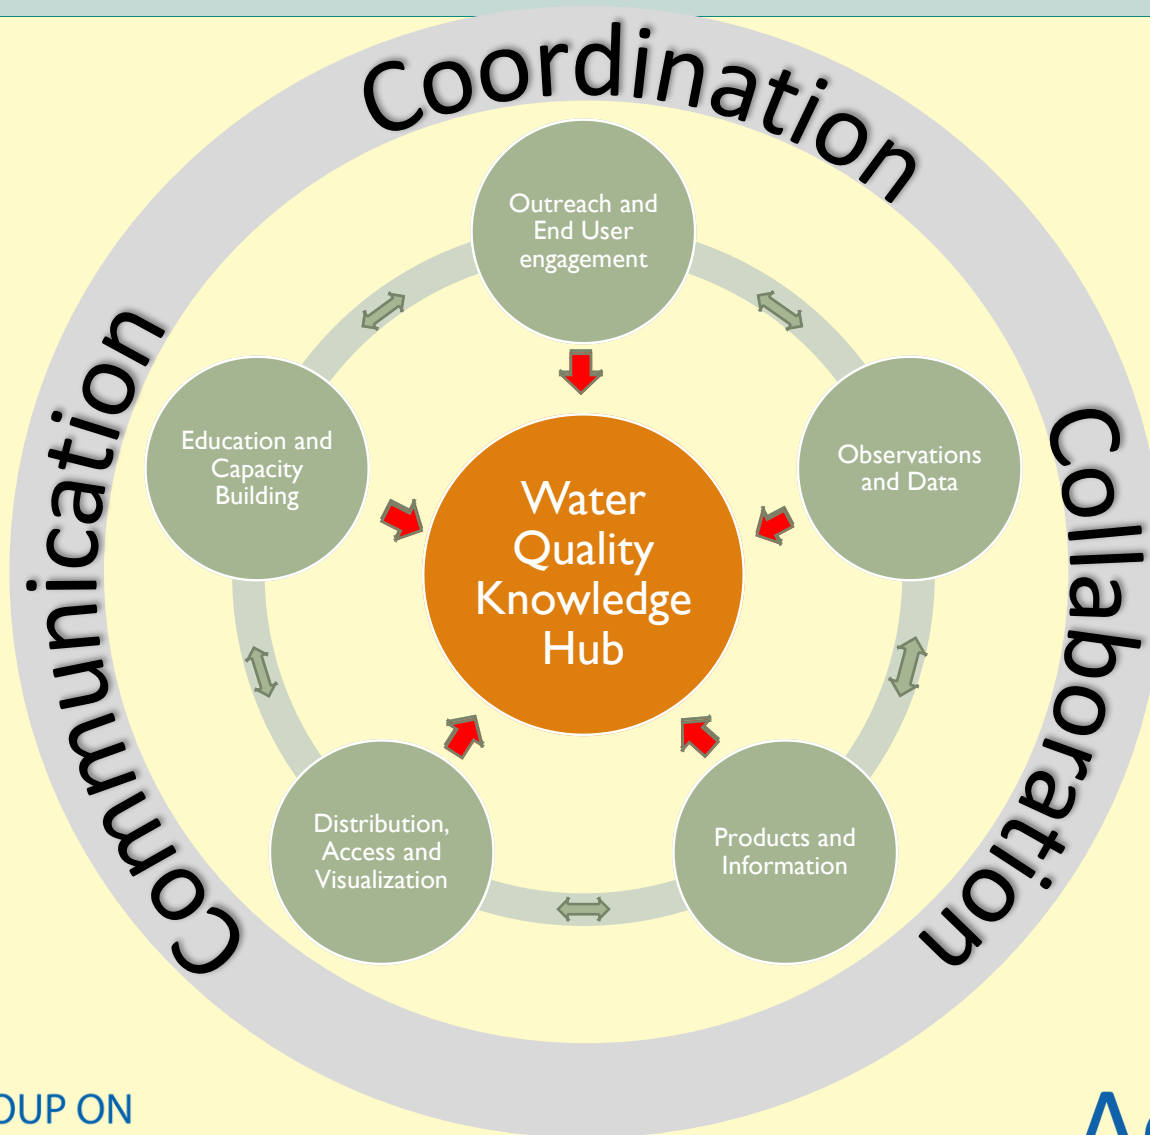 Coordination
Outreach and
End User
engagement
Education and
Capacity
Building
Observations
and Data
Water
Quality
Knowledge
Hub
Communication
Collaboration
Distribution,
Access and
Visualization
Products and
Information
ON